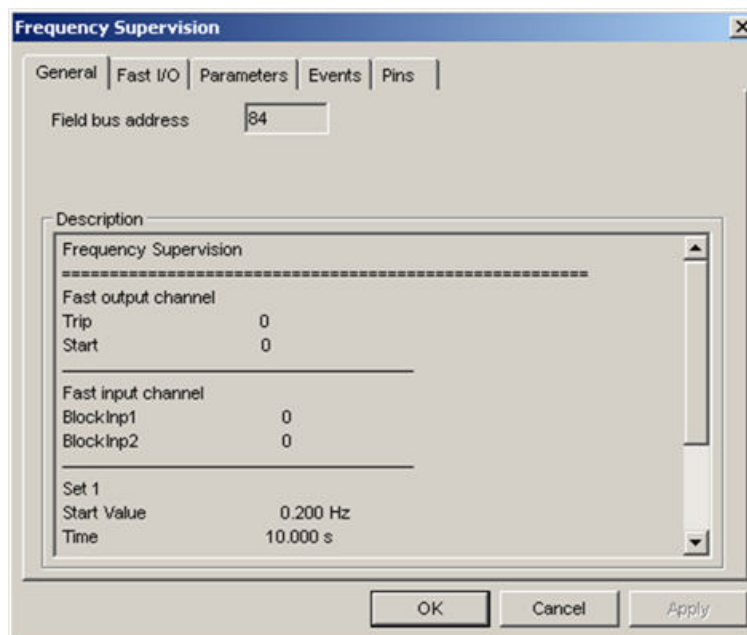 Frequency Supervision
General Fast I/O Parameters Events Pins
Field bus address 84
Description
Frequency Supervision
=======================================================
Fast output channel
Trip 0
Start 0
Fast input channel
BlockInp1 0
BlockInp2 0
Set 1
Start Value 0.200 Hz
Time 10.000 s
OK Cancel Apply